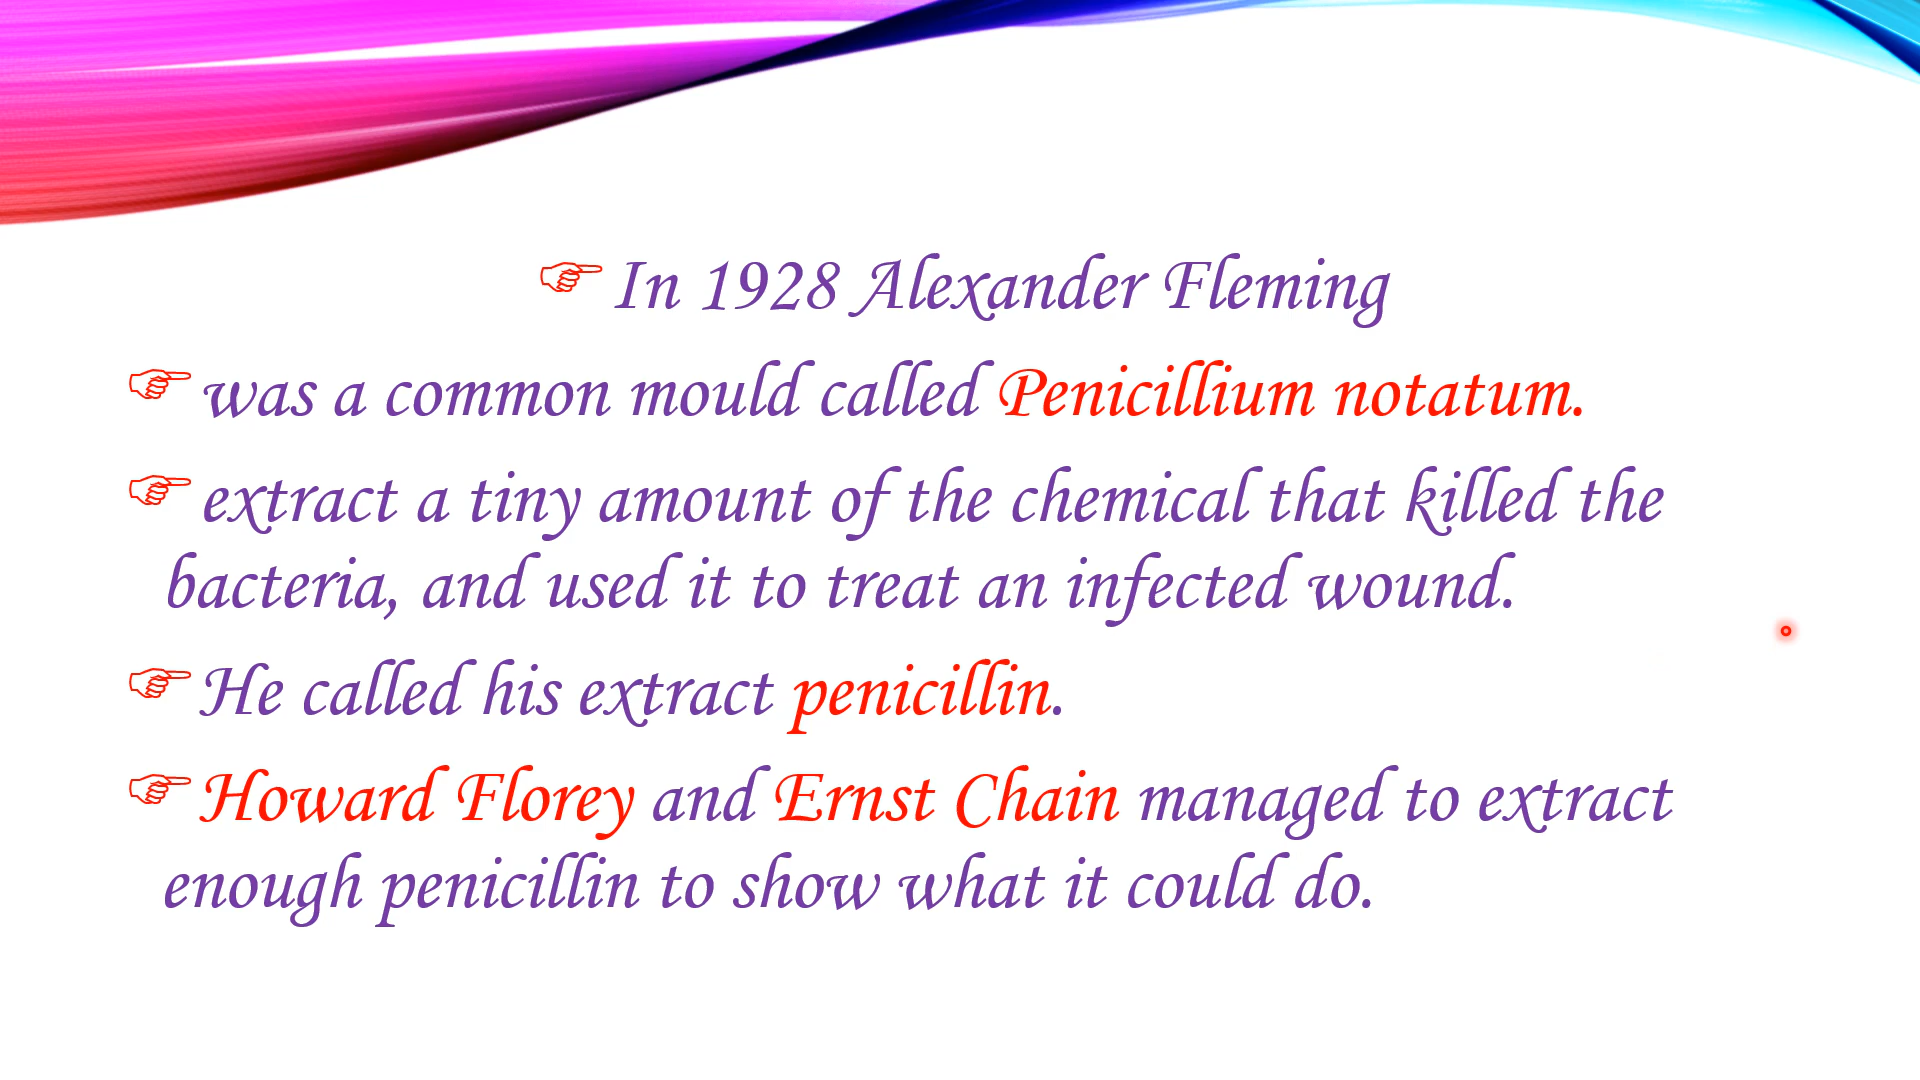 ☞In 1928 Alexander Fleming
☞was a common mould called Penicillium notatum.
☞extract a tiny amount of the chemical that killed the
bacteria, and used it to treat an infected wound.
☞He called his extract penicillin.
☞Howard Florey and Ernst Chain managed to extract
enough penicillin to show what it could do.